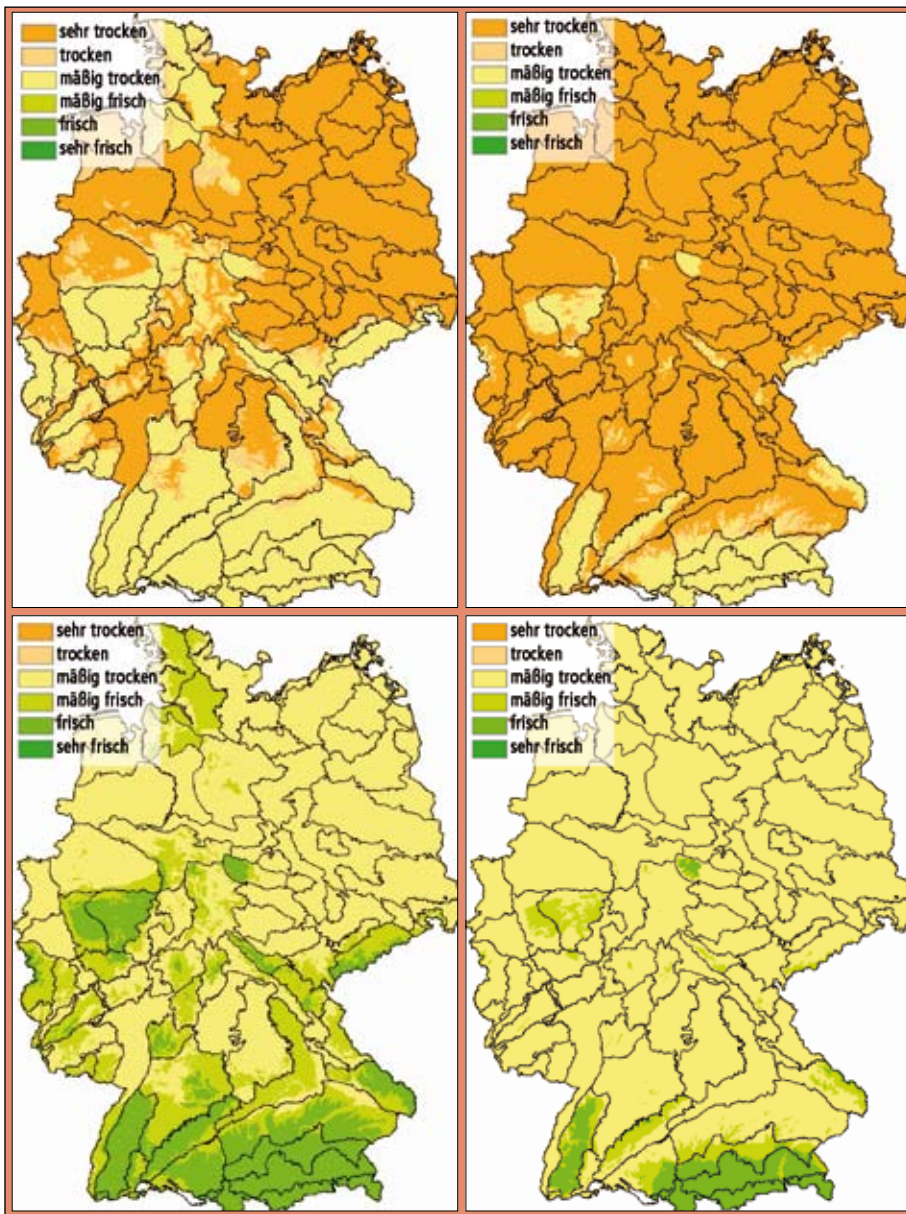 sehr trocken
trocken
mäßig trocken
mäßig frisch
frisch
sehr frisch
sehr trocken
trocken
mäßig trocken
mäßig frisch
frisch
sehr frisch
sehr trocken
trocken
mäßig trocken
mäßig frisch
frisch
sehr frisch
sehr trocken
trocken
mäßig trocken
mäßig frisch
frisch
sehr frisch